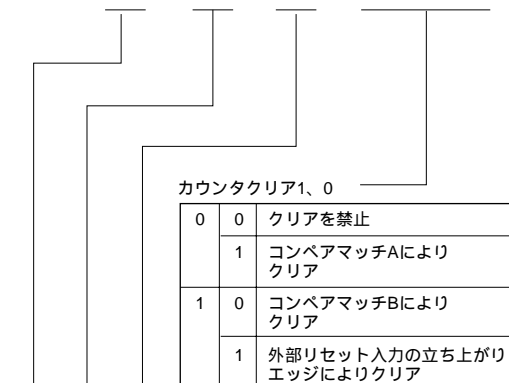 カウンタクリア1、0
0 0 クリアを禁止
1 コンペアマッチAにより
クリア
1 0 コンペアマッチBにより
クリア
1 外部リセット入力の立ち上がり
エッジによりクリア